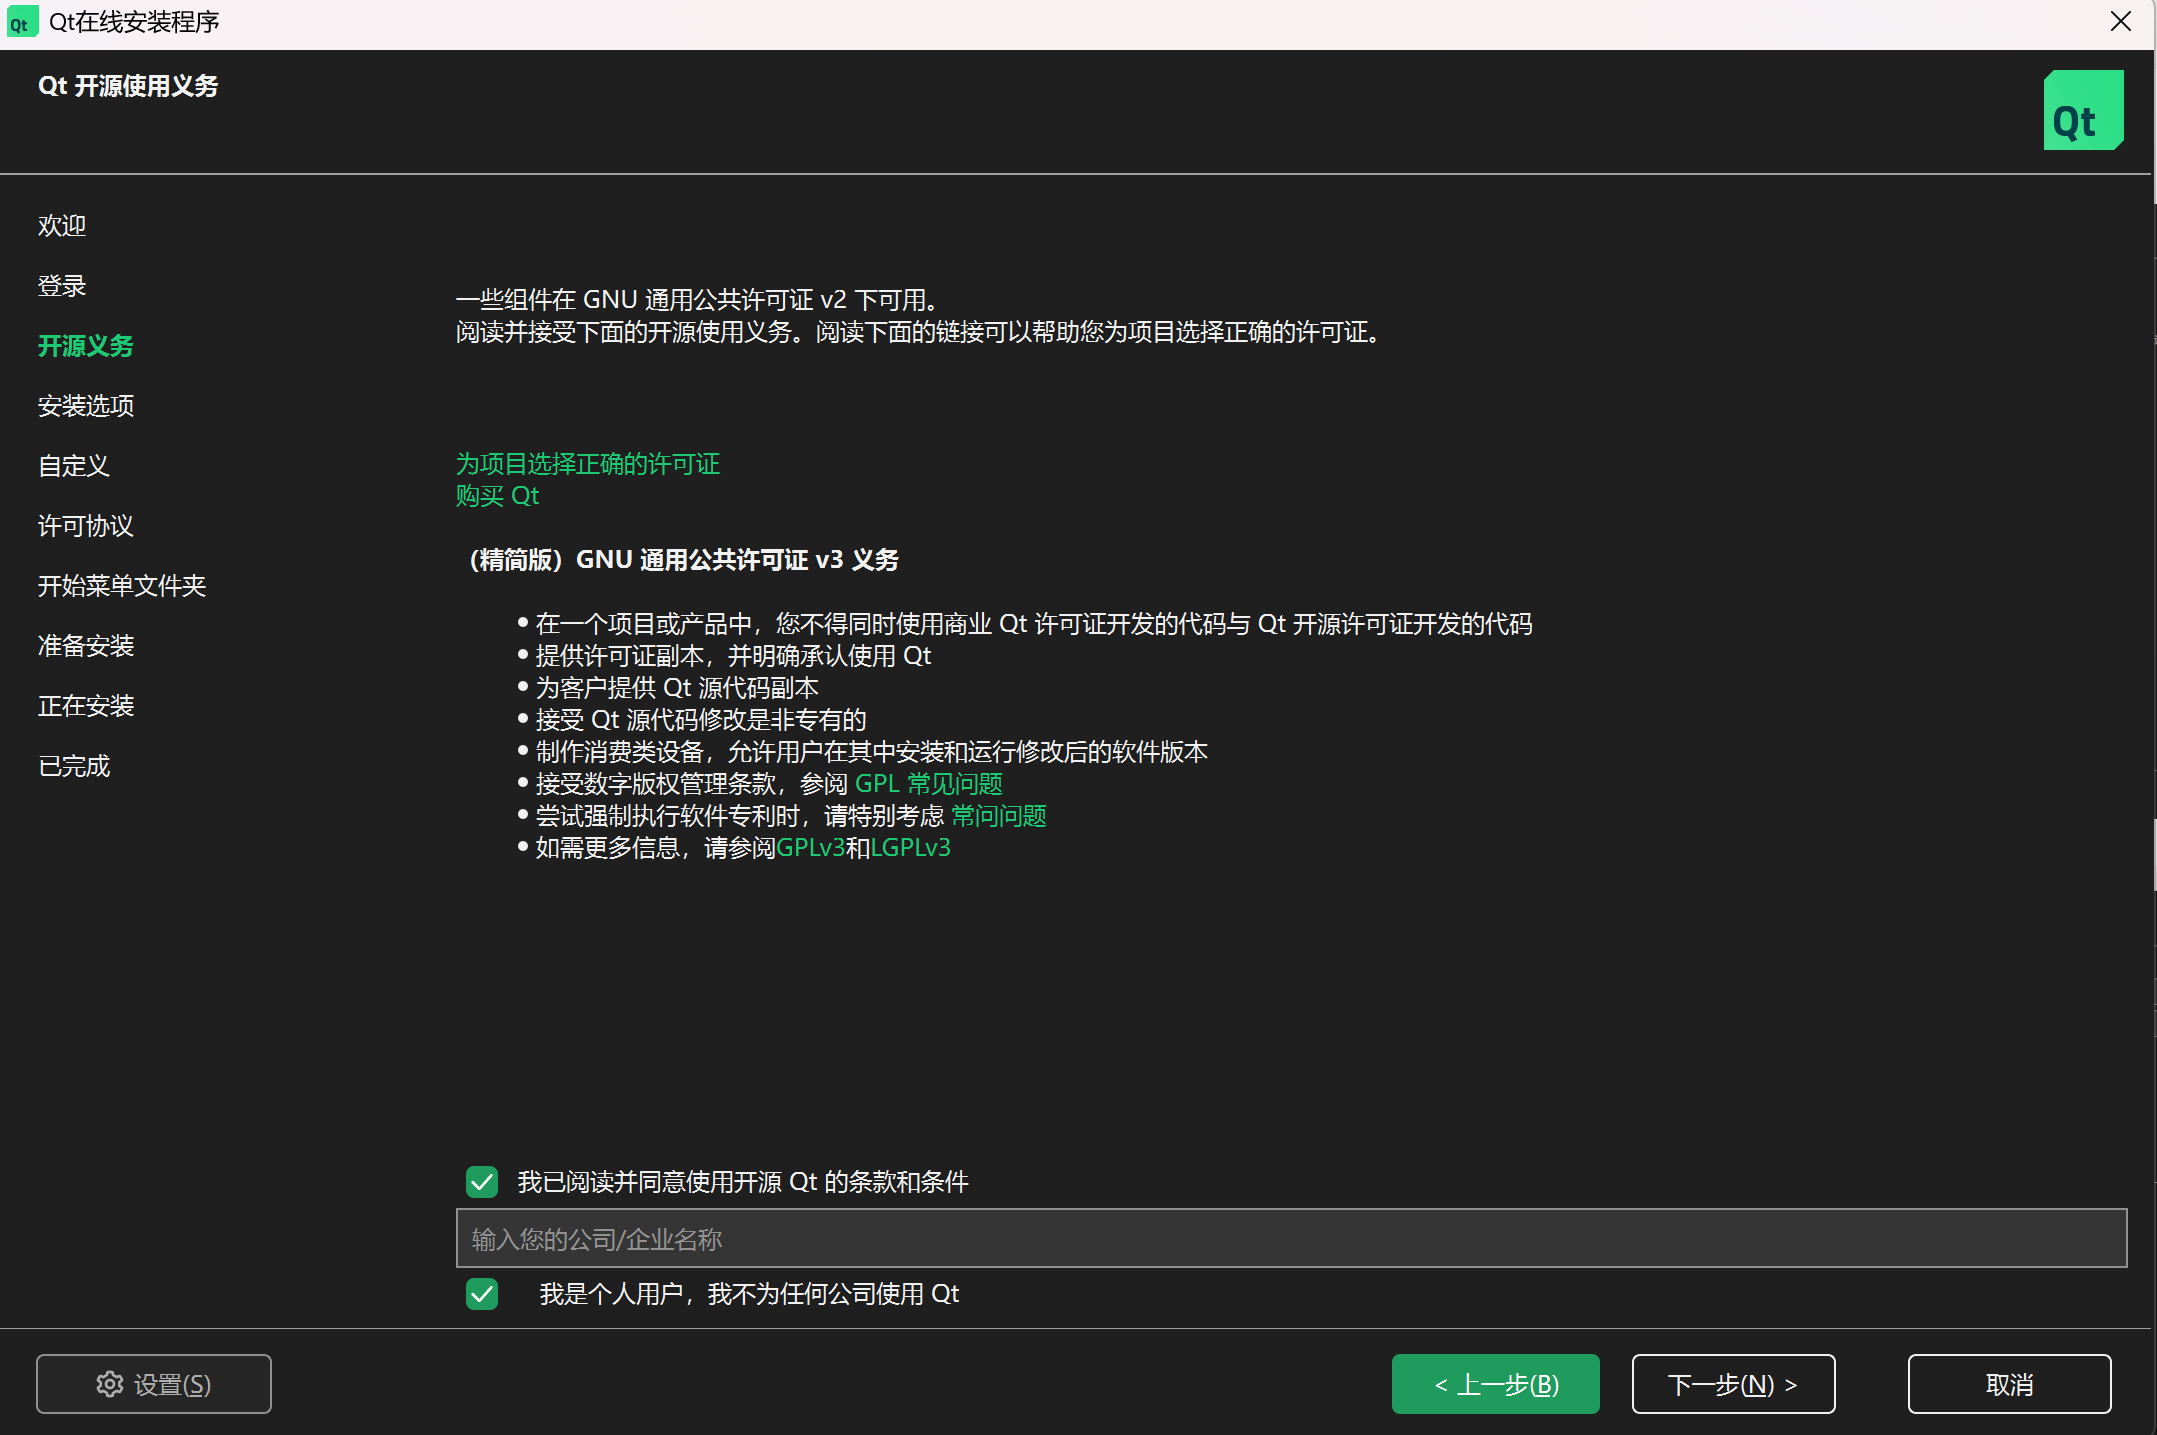 Qt在线安装程序
Qt 开源使用义务
Qt
欢迎
登录
开源义务
安装选项
自定义
许可协议
开始菜单文件夹
准备安装
正在安装
已完成
一些组件在 GNU 通用公共许可证 v2 下可用。
阅读并接受下面的开源使用义务。阅读下面的链接可以帮助您为项目选择正确的许可证。
为项目选择正确的许可证
购买 Qt
（精简版）GNU 通用公共许可证 v3 义务
• 在一个项目或产品中，您不得同时使用商业 Qt 许可证开发的代码与 Qt 开源许可证开发的代码
• 提供许可证副本，并明确承认使用 Qt
• 为客户提供 Qt 源代码副本
• 接受 Qt 源代码修改是非专有的
• 制作消费类设备，允许用户在其中安装和运行修改后的软件版本
• 接受数字版权管理条款，参阅 GPL 常见问题
• 尝试强制执行软件专利时，请特别考虑 常问问题
• 如需更多信息，请参阅GPLv3和LGPLv3
我已阅读并同意使用开源 Qt 的条款和条件
输入您的公司/企业名称
我是个人用户，我不为任何公司使用 Qt
设置(S)
< 上一步(B)
下一步(N) >
取消